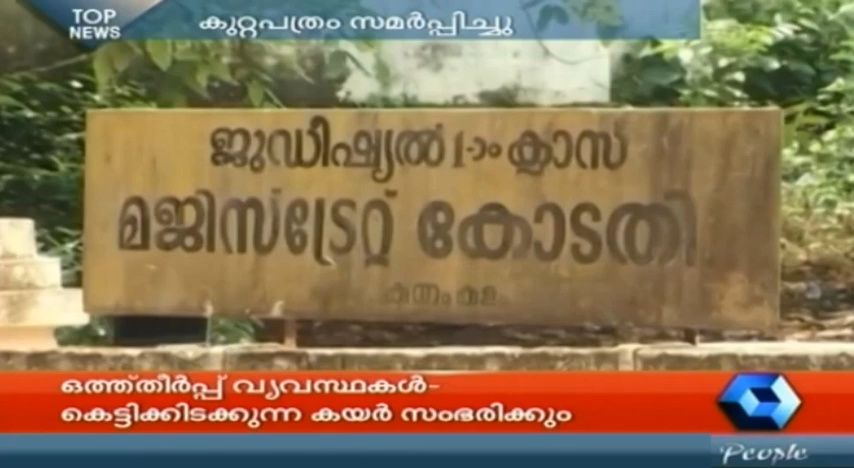 TOP
NEWS
കുറ്റപത്രം സമർപ്പിച്ചു
ജുഡീഷ്യൽ 1-ാം ക്ലാസ്
മജിസ്ട്രേറ്റ് കോടതി
ഒത്ത്തീർപ്പ് വ്യവസ്ഥകൾ-
കെട്ടിക്കിടക്കുന്ന കയർ സംഭരിക്കും
People